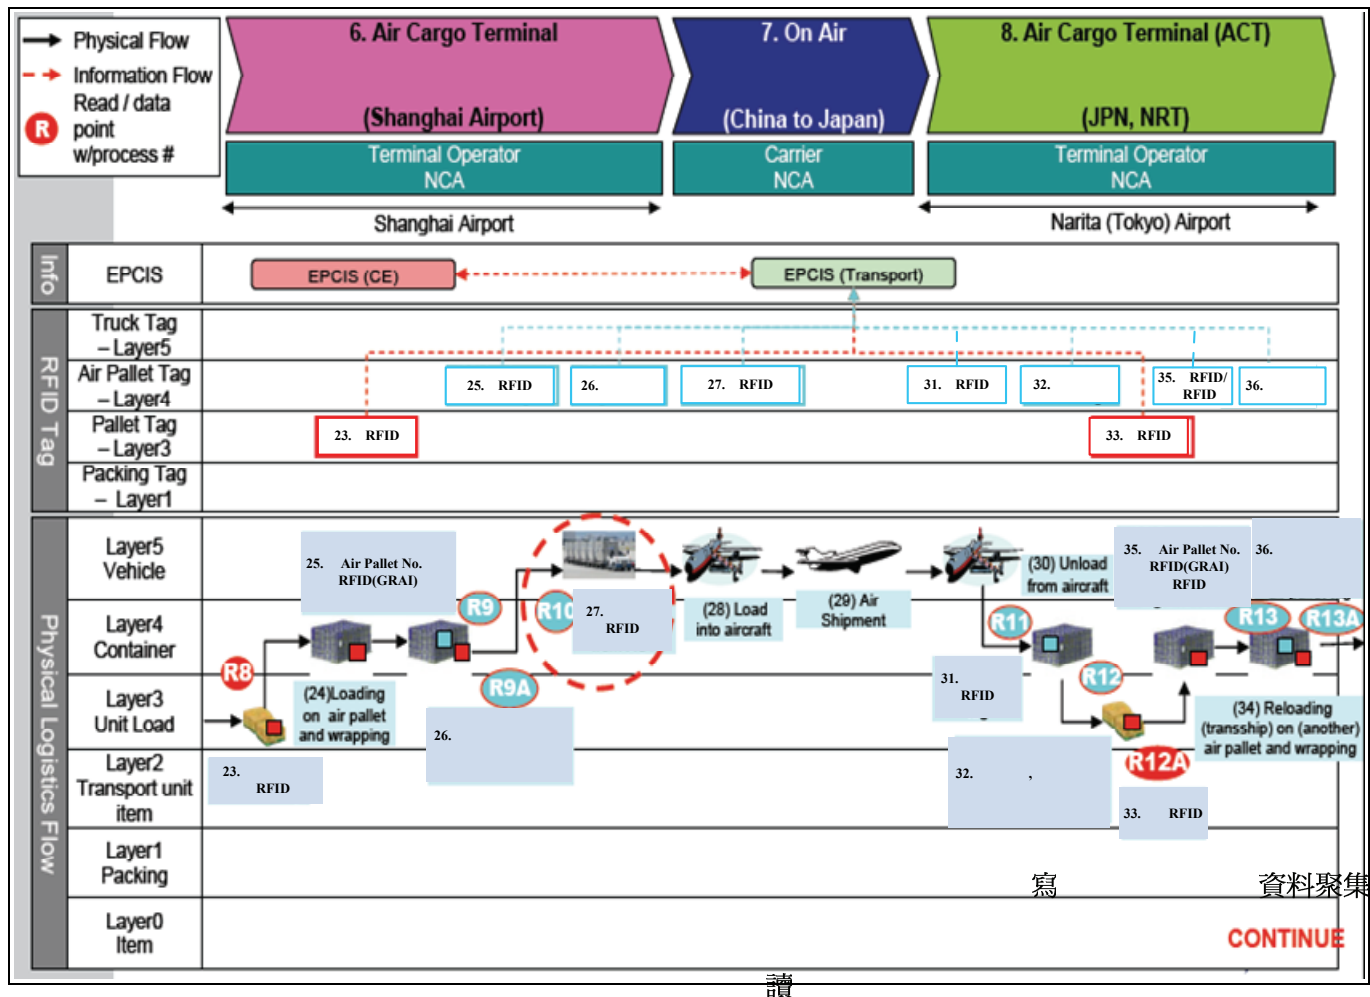 Physical Flow
Information Flow
Read / data
point
w/process #
R
6. Air Cargo Terminal
(Shanghai Airport)
7. On Air
(China to Japan)
8. Air Cargo Terminal (ACT)
(JPN, NRT)
Terminal Operator
NCA
Carrier
NCA
Terminal Operator
NCA
Shanghai Airport
Narita (Tokyo) Airport
Info
EPCIS
EPCIS (CE)
EPCIS (Transport)
RFID Tag
Truck Tag
– Layer5
Air Pallet Tag
– Layer4
25. RFID
26.
27. RFID
31. RFID
32.
35. RFID/
RFID
36.
Pallet Tag
– Layer3
23. RFID
33. RFID
Packing Tag
– Layer1
Physical Logistics Flow
Layer5
Vehicle
25. Air Pallet No.
RFID(GRAI)
(30) Unload
from aircraft
35. Air Pallet No.
RFID(GRAI)
RFID
36.
Layer4
Container
R9
R10
27.
RFID
(28) Load
into aircraft
(29) Air
Shipment
R11
R13
R13A
R8
R9A
R12
31.
RFID
Layer3
Unit Load
(24)Loading
on air pallet
and wrapping
26.
(34) Reloading
(transship) on (another)
air pallet and wrapping
R12A
Layer2
Transport unit
item
23.
RFID
32. ,
33. RFID
Layer1
Packing
寫
資料聚集
Layer0
Item
CONTINUE
讀